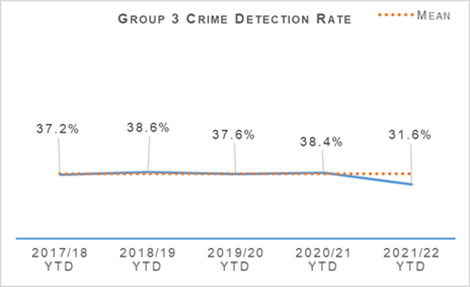 GROUP 3 CRIME DETECTION RATE
MEAN
37.2%
38.6%
37.6%
38.4%
31.6%
2017/18 YTD
2018/19 YTD
2019/20 YTD
2020/21 YTD
2021/22 YTD